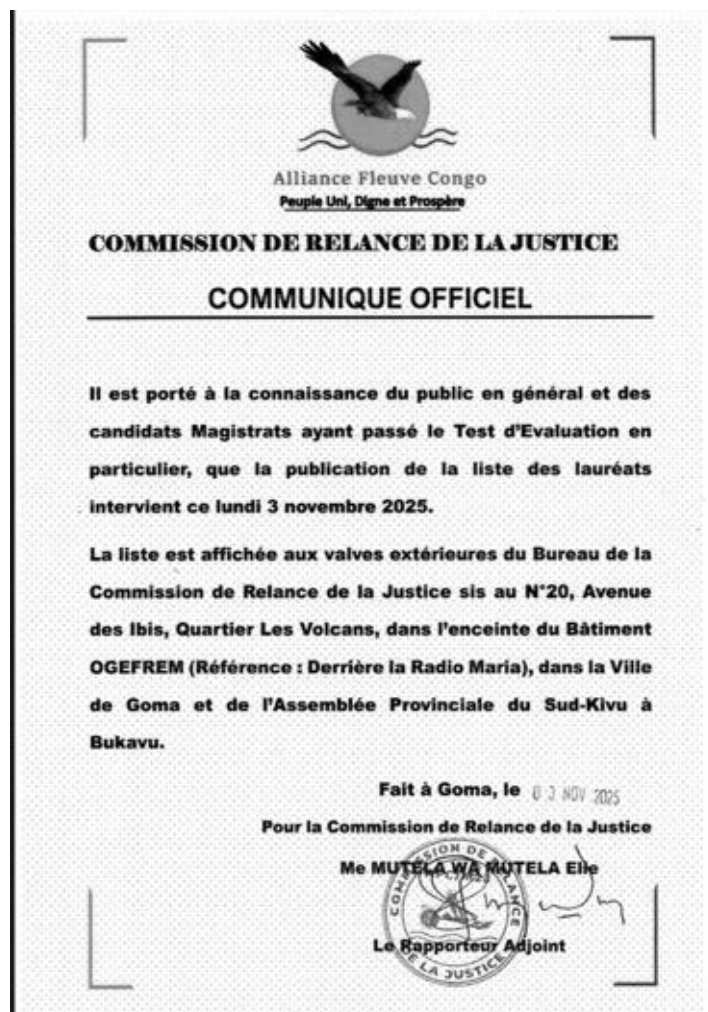 Alliance Fleuve Congo
Peuple Uni, Digne et Prospère
COMMISSION DE RELANCE DE LA JUSTICE
COMMUNIQUE OFFICIEL
Il est porté à la connaissance du public en général et des
candidats Magistrats ayant passé le Test d'Evaluation en
particulier, que la publication de la liste des lauréats
intervient ce lundi 3 novembre 2025.
La liste est affichée aux valves extérieures du Bureau de la
Commission de Relance de la Justice sis au N°20, Avenue
des Ibis, Quartier Les Volcans, dans l'enceinte du Bâtiment
OGEFREM (Référence : Derrière la Radio Maria), dans la Ville
de Goma et de l'Assemblée Provinciale du Sud-Kivu à
Bukavu.
Fait à Goma, le 03 NOV 2025
Pour la Commission de Relance de la Justice
Me MUTELA WA MUTELA Elie
COMMISSION DE RELANCE
DE LA JUSTICE
Le Rapporteur Adjoint